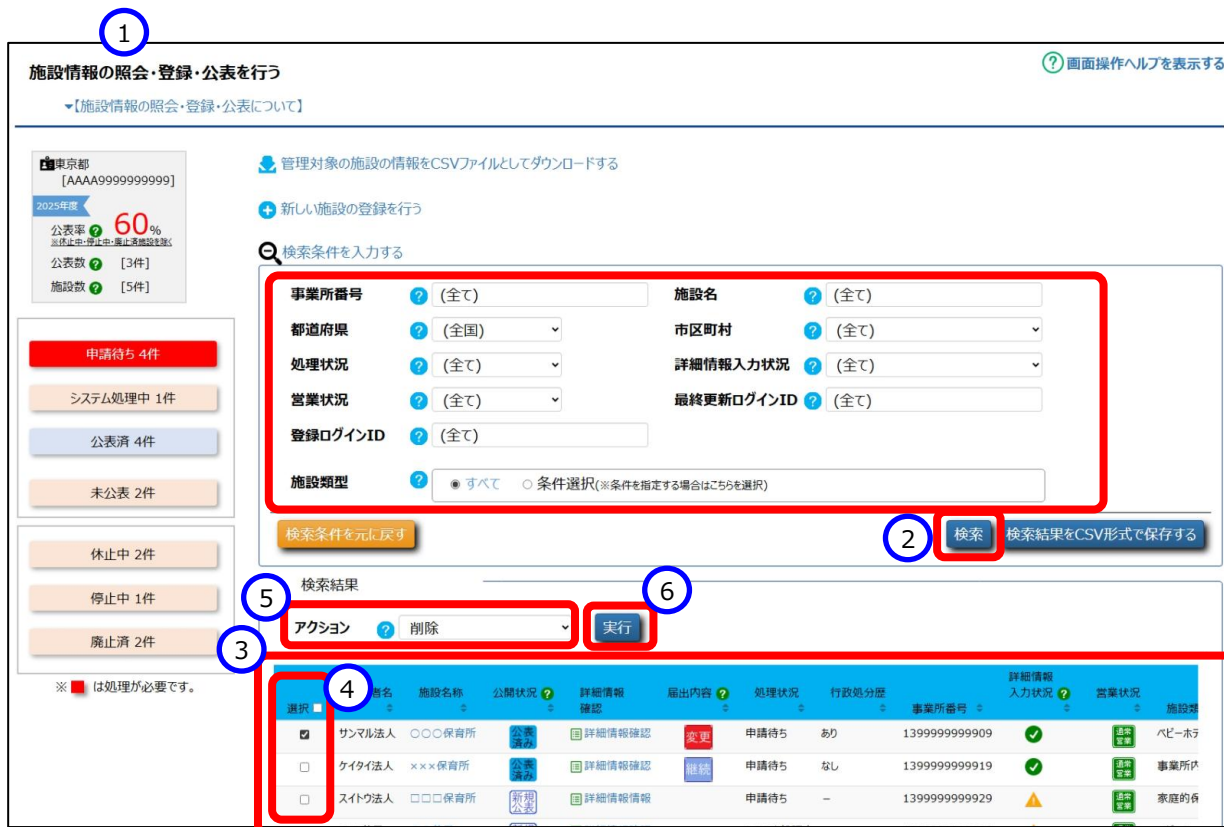 1
施設情報の照会・登録・公表を行う
?画面操作ヘルプを表示する
▾【施設情報の照会・登録・公表について】
東京都
[AAAA9999999999]
2025年度
公表率 ? 60%
※休止中・停止中・廃止済施設を除く
公表数 ? [3件]
施設数 ? [5件]
管理対象の施設の情報をCSVファイルとしてダウンロードする
新しい施設の登録を行う
検索条件を入力する
事業所番号 ? (全て) 施設名 ? (全て)
都道府県 ? (全国) 市区町村 ? (全て)
処理状況 ? (全て) 詳細情報入力状況 ? (全て)
営業状況 ? (全て) 最終更新ログインID ? (全て)
登録ログインID ? (全て)
施設類型 ? すべて 条件選択(※条件を指定する場合はこちらを選択)
検索条件を元に戻す 2 検索 検索結果をCSV形式で保存する
申請待ち 4件
システム処理中 1件
公表済 4件
未公表 2件
休止中 2件
停止中 1件
廃止済 2件
※ は処理が必要です。
検索結果
5 6
アクション ? 削除 実行
3
4
選択 者名 施設名称 公開状況 ? 詳細情報確認 届出内容 ? 処理状況 行政処分歴 事業所番号 詳細情報入力状況 ? 営業状況 施設類
サンマル法人 〇〇〇保育所 公表済み 詳細情報確認 変更 申請待ち あり 1399999999909 通常営業 ベビーホテ
ケイタイ法人 ×××保育所 公表済み 詳細情報確認 継続 申請待ち なし 1399999999919 通常営業 事業所内
スイトウ法人 □□□保育所 新規公表 詳細情報情報 申請待ち － 1399999999929 通常営業 家庭的保